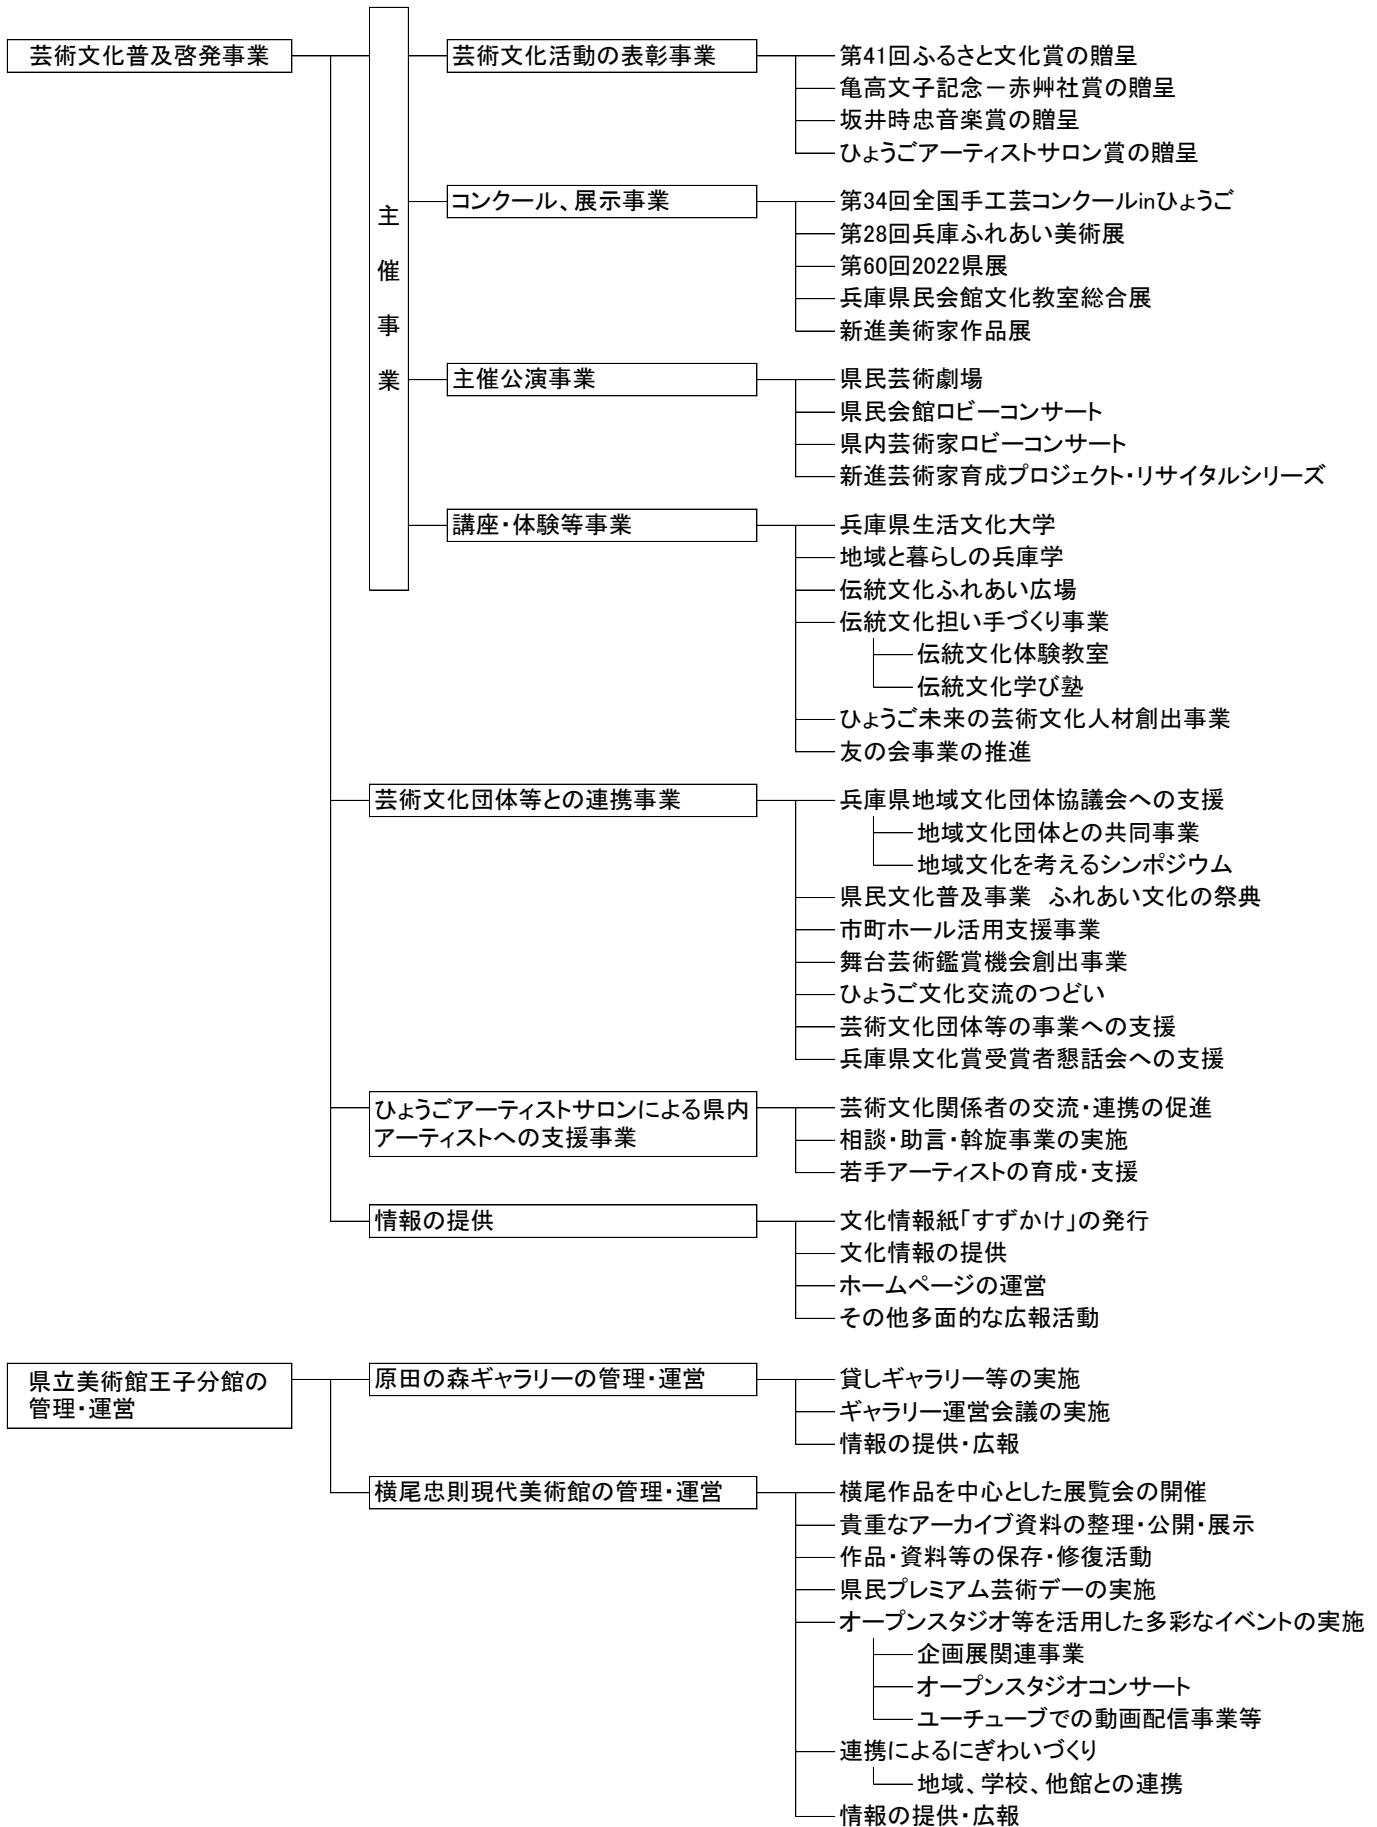 芸術文化普及啓発事業
主催事業
芸術文化活動の表彰事業
第41回ふるさと文化賞の贈呈
亀高文子記念－赤艸社賞の贈呈
坂井時忠音楽賞の贈呈
ひょうごアーティストサロン賞の贈呈
コンクール、展示事業
第34回全国手工芸コンクールinひょうご
第28回兵庫ふれあい美術展
第60回2022県展
兵庫県民会館文化教室総合展
新進美術家作品展
主催公演事業
県民芸術劇場
県民会館ロビーコンサート
県内芸術家ロビーコンサート
新進芸術家育成プロジェクト・リサイタルシリーズ
講座・体験等事業
兵庫県生活文化大学
地域と暮らしの兵庫学
伝統文化ふれあい広場
伝統文化担い手づくり事業
伝統文化体験教室
伝統文化学び塾
ひょうご未来の芸術文化人材創出事業
友の会事業の推進
芸術文化団体等との連携事業
兵庫県地域文化団体協議会への支援
地域文化団体との共同事業
地域文化を考えるシンポジウム
県民文化普及事業　ふれあい文化の祭典
市町ホール活用支援事業
舞台芸術鑑賞機会創出事業
ひょうご文化交流のつどい
芸術文化団体等の事業への支援
兵庫県文化賞受賞者懇話会への支援
ひょうごアーティストサロンによる県内
アーティストへの支援事業
芸術文化関係者の交流・連携の促進
相談・助言・斡旋事業の実施
若手アーティストの育成・支援
情報の提供
文化情報紙「すずかけ」の発行
文化情報の提供
ホームページの運営
その他多面的な広報活動
県立美術館王子分館の
管理・運営
原田の森ギャラリーの管理・運営
貸しギャラリー等の実施
ギャラリー運営会議の実施
情報の提供・広報
横尾忠則現代美術館の管理・運営
横尾作品を中心とした展覧会の開催
貴重なアーカイブ資料の整理・公開・展示
作品・資料等の保存・修復活動
県民プレミアム芸術デーの実施
オープンスタジオ等を活用した多彩なイベントの実施
企画展関連事業
オープンスタジオコンサート
ユーチューブでの動画配信事業等
連携によるにぎわいづくり
地域、学校、他館との連携
情報の提供・広報